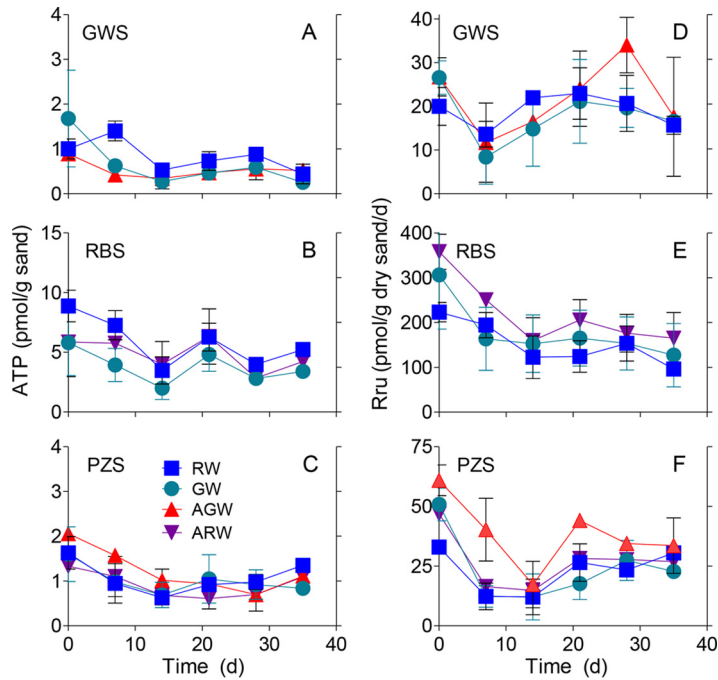 4
GWS
A
3
2
1
0
40
GWS
D
30
20
10
0
15
RBS
B
10
5
0
400
RBS
E
300
200
100
0
4
PZS
C
3
2
1
0
RW
GW
AGW
ARW
75
PZS
F
50
25
0
ATP (pmol/g sand)
Rru (pmol/g dry sand/d)
0 10 20 30 40
0 10 20 30 40
Time (d)
Time (d)